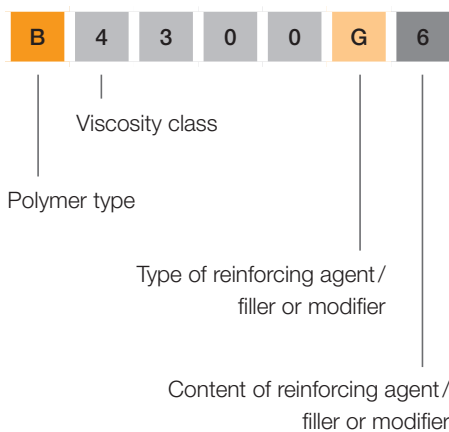 B 4 3 0 0 G 6
Viscosity class
Polymer type
Type of reinforcing agent /
filler or modifier
Content of reinforcing agent /
filler or modifier